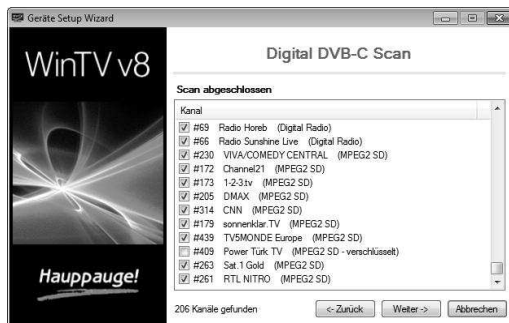 Geräte Setup Wizard
WinTV v8
Hauppauge!
Digital DVB-C Scan
Scan abgeschlossen
Kanal
#69 Radio Horeb (Digital Radio)
#66 Radio Sunshine Live (Digital Radio)
#230 VIVA/COMEDY CENTRAL (MPEG2 SD)
#172 Channel21 (MPEG2 SD)
#173 1-2-3.tv (MPEG2 SD)
#205 DMAX (MPEG2 SD)
#314 CNN (MPEG2 SD)
#179 sonnenklar.TV (MPEG2 SD)
#439 TV5MONDE Europe (MPEG2 SD)
#409 Power Türk TV (MPEG2 SD - verschlüsselt)
#263 Sat.1 Gold (MPEG2 SD)
#261 RTL NITRO (MPEG2 SD)
206 Kanäle gefunden
<- Zurück
Weiter ->
Abbrechen